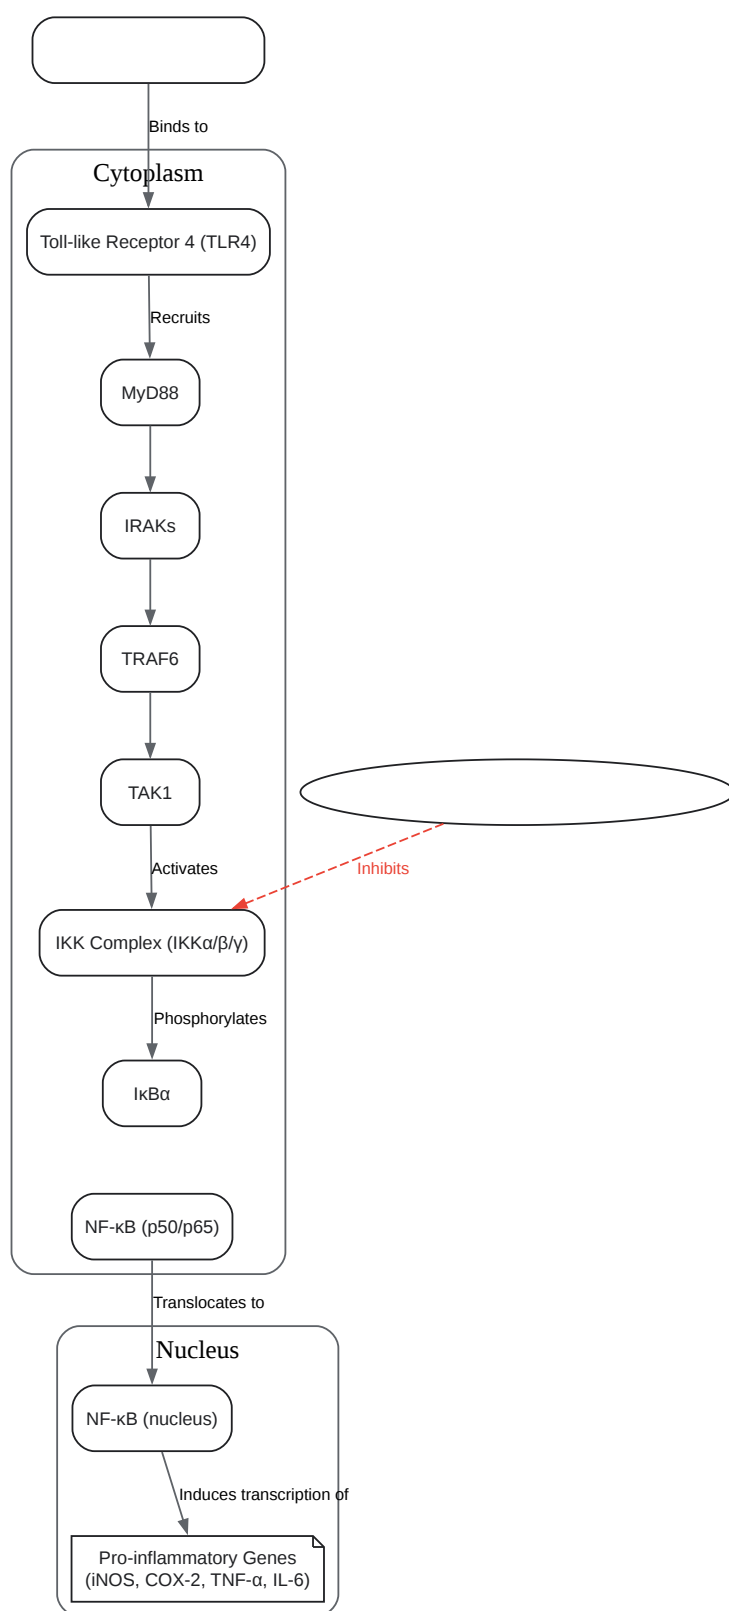 Binds to
Cytoplasm
Toll-like Receptor 4 (TLR4)
Recruits
MyD88
IRAKs
TRAF6
TAK1
Activates
Inhibits
IKK Complex (IKKα/β/γ)
Phosphorylates
IκBα
NF-κB (p50/p65)
Translocates to
Nucleus
NF-κB (nucleus)
Induces transcription of
Pro-inflammatory Genes
(iNOS, COX-2, TNF-α, IL-6)